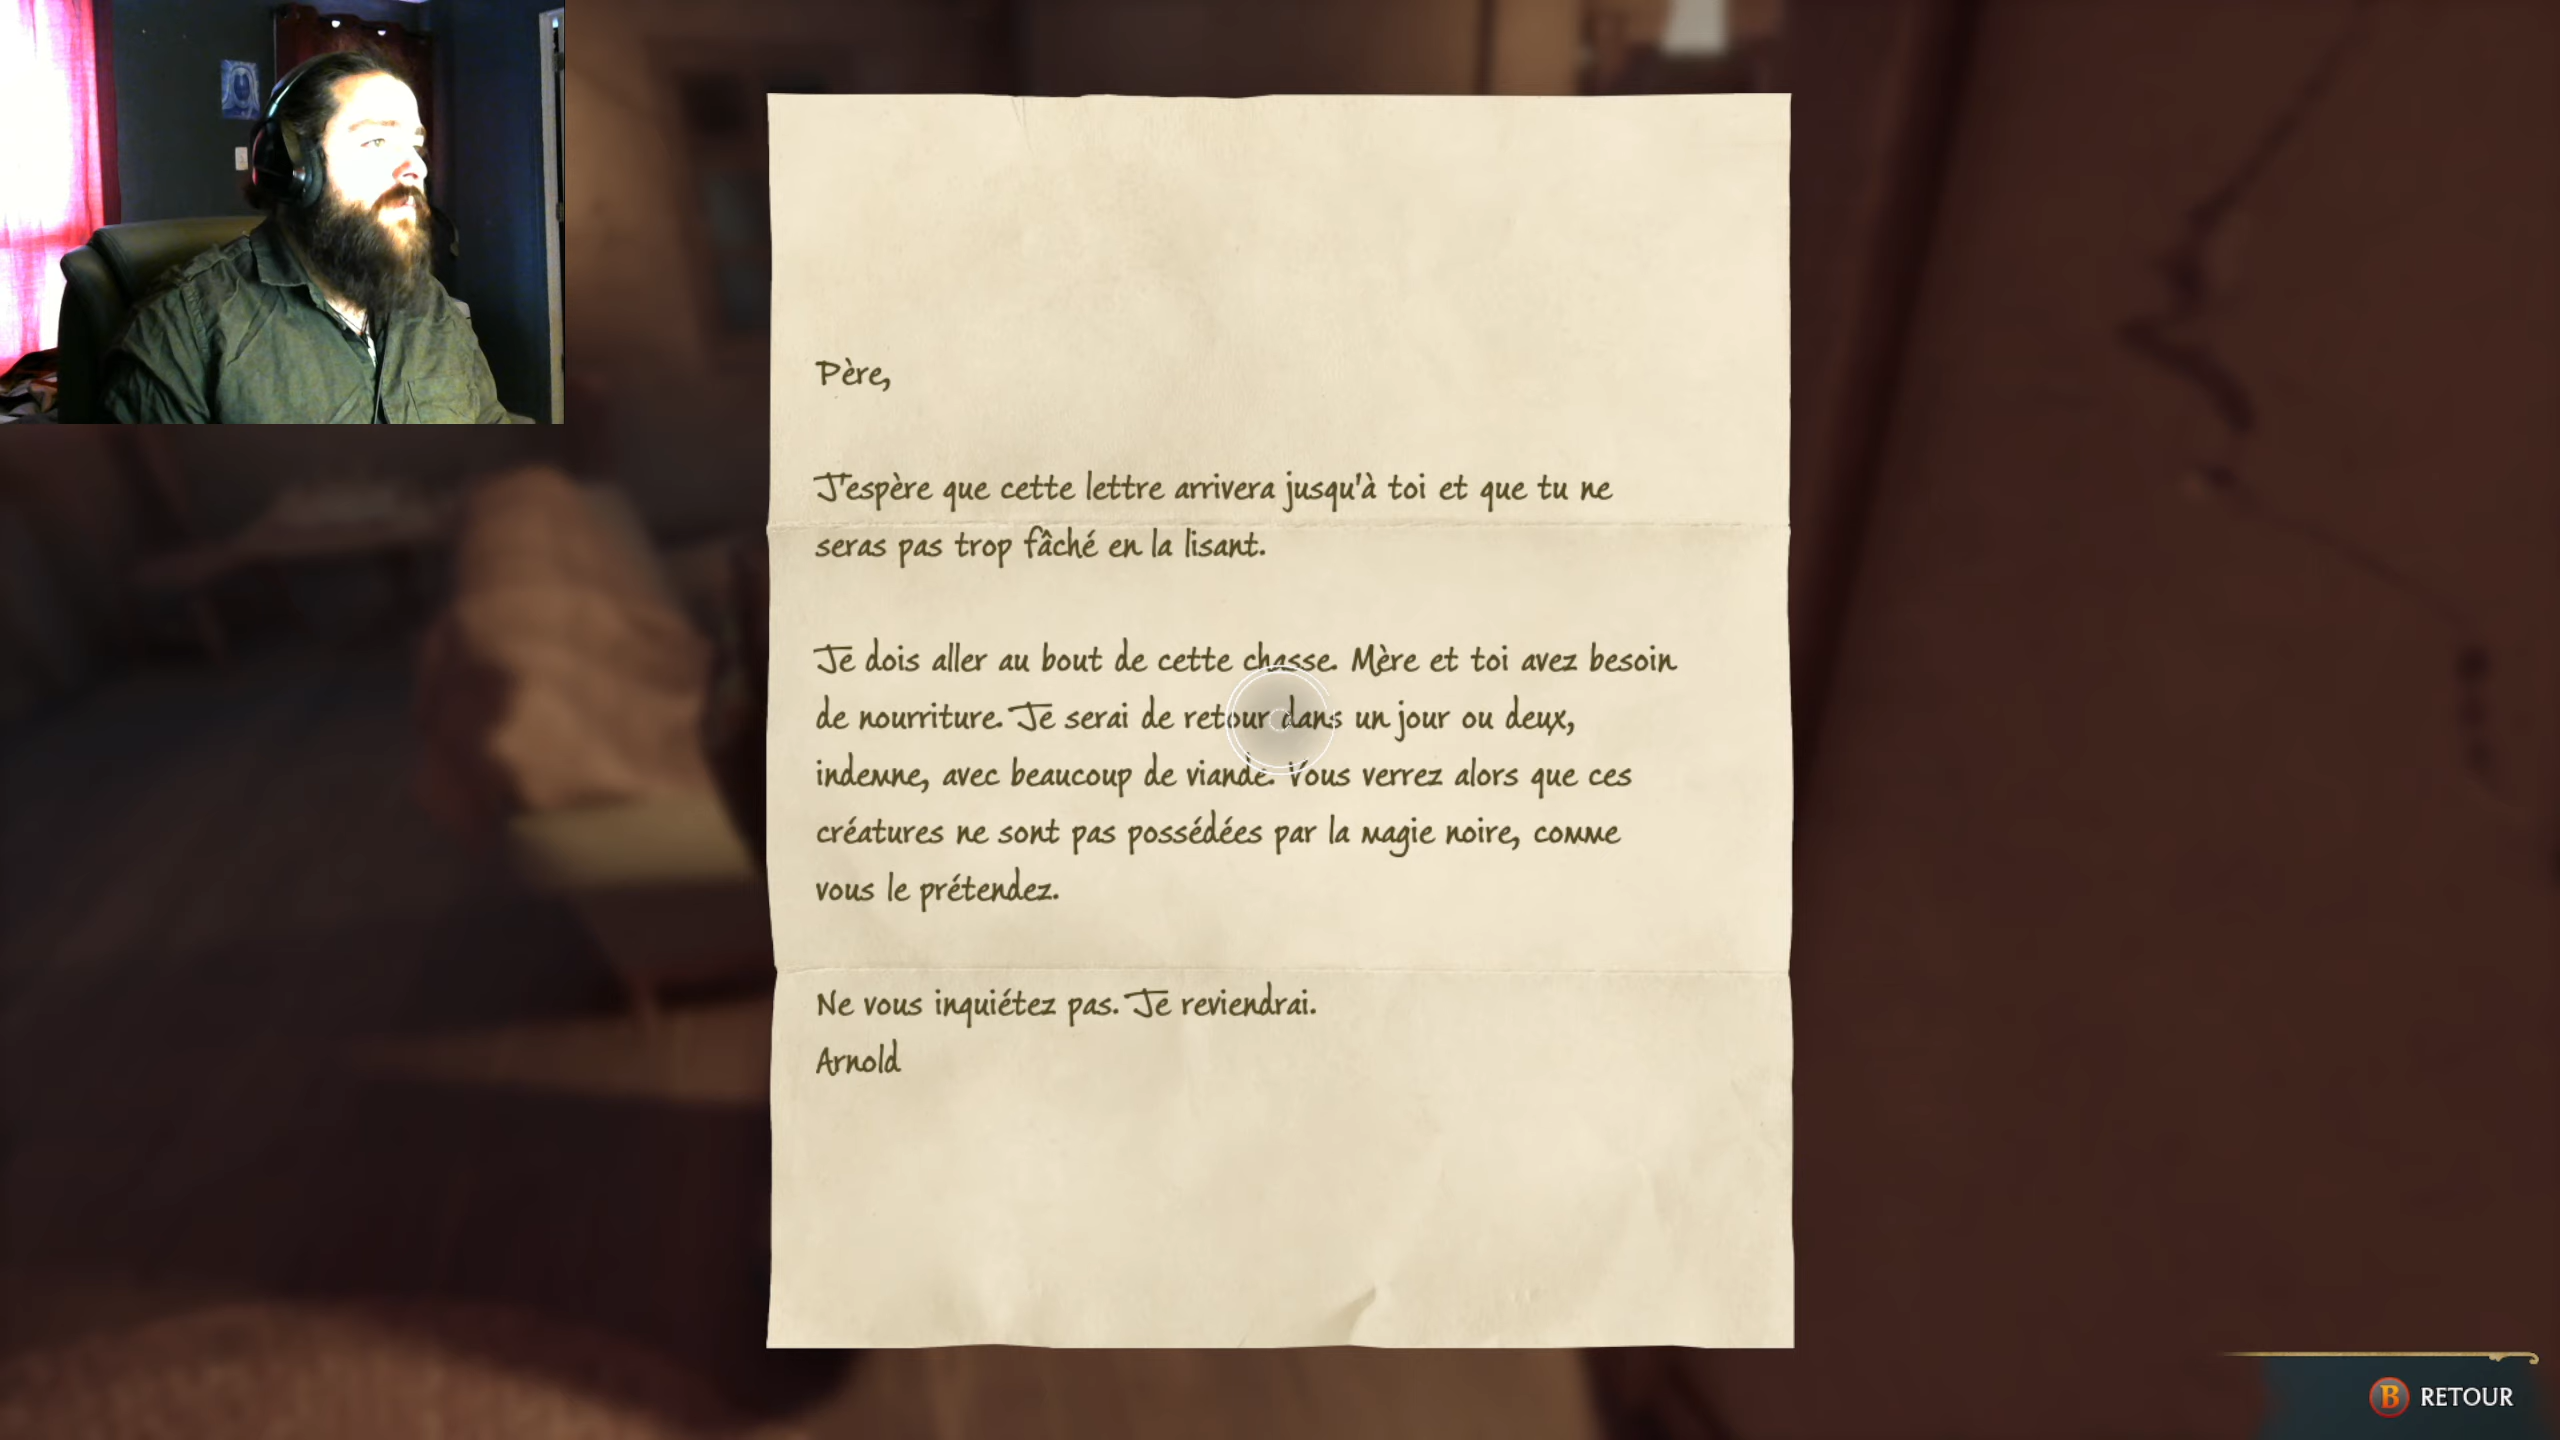 Père,
J'espère que cette lettre arrivera jusqu'à toi et que tu ne
seras pas trop fâché en la lisant.
Je dois aller au bout de cette chasse. Mère et toi avez besoin
de nourriture. Je serai de retour dans un jour ou deux,
indemne, avec beaucoup de viande. Vous verrez alors que ces
créatures ne sont pas possédées par la magie noire, comme
vous le prétendez.
Ne vous inquiétez pas. Je reviendrai.
Arnold
B RETOUR